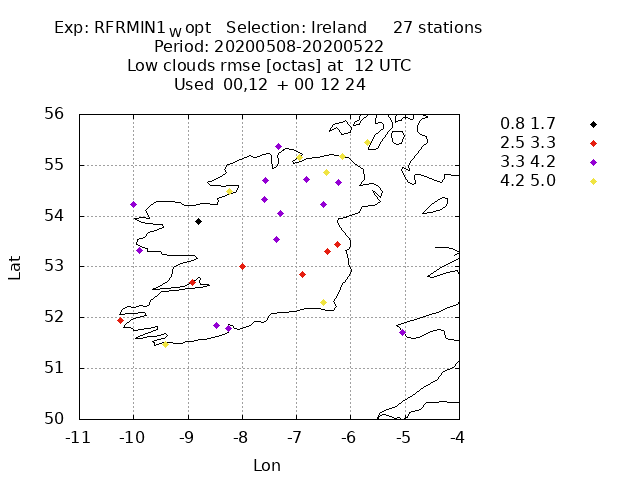 Exp: RFRMIN1 W opt Selection: Ireland 27 stations
Period: 20200508-20200522
Low clouds rmse [octas] at 12 UTC
Used 00,12 + 00 12 24
0.8 1.7
2.5 3.3
3.3 4.2
4.2 5.0
56
55
54
53
52
51
50
Lat
-11 -10 -9 -8 -7 -6 -5 -4
Lon